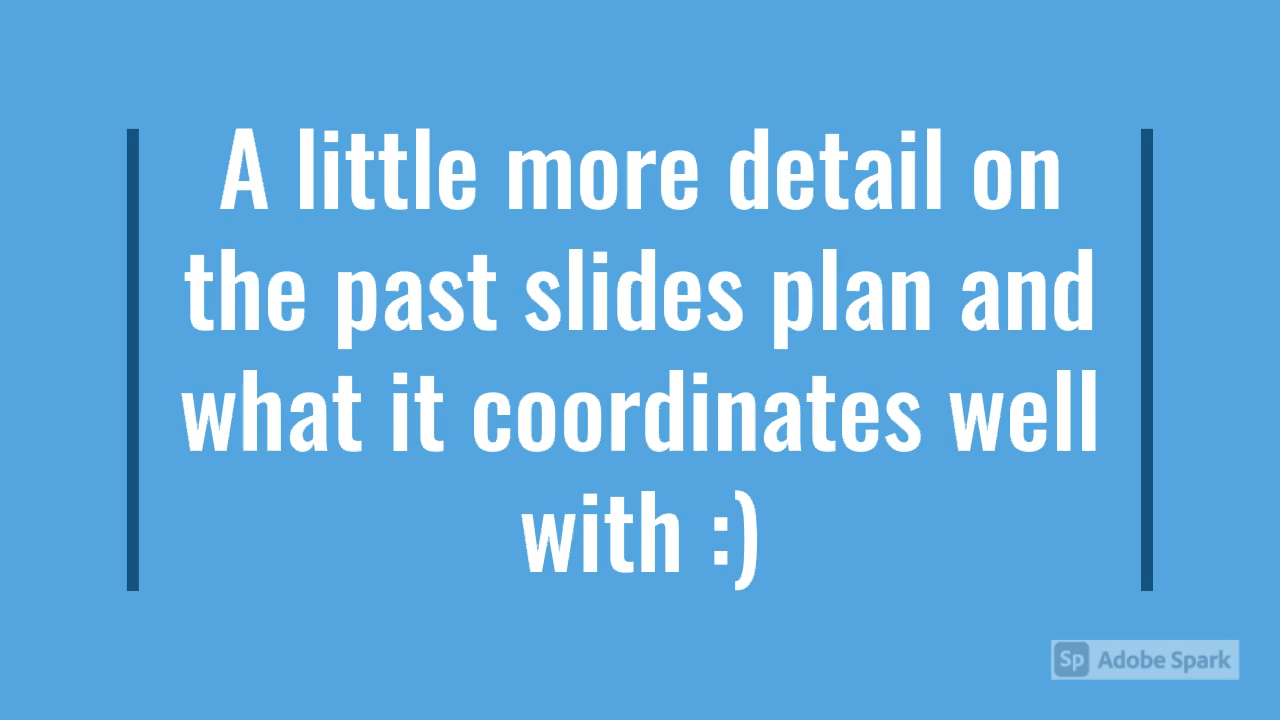 A little more detail on
the past slides plan and
what it coordinates well
with :)
Sp Adobe Spark